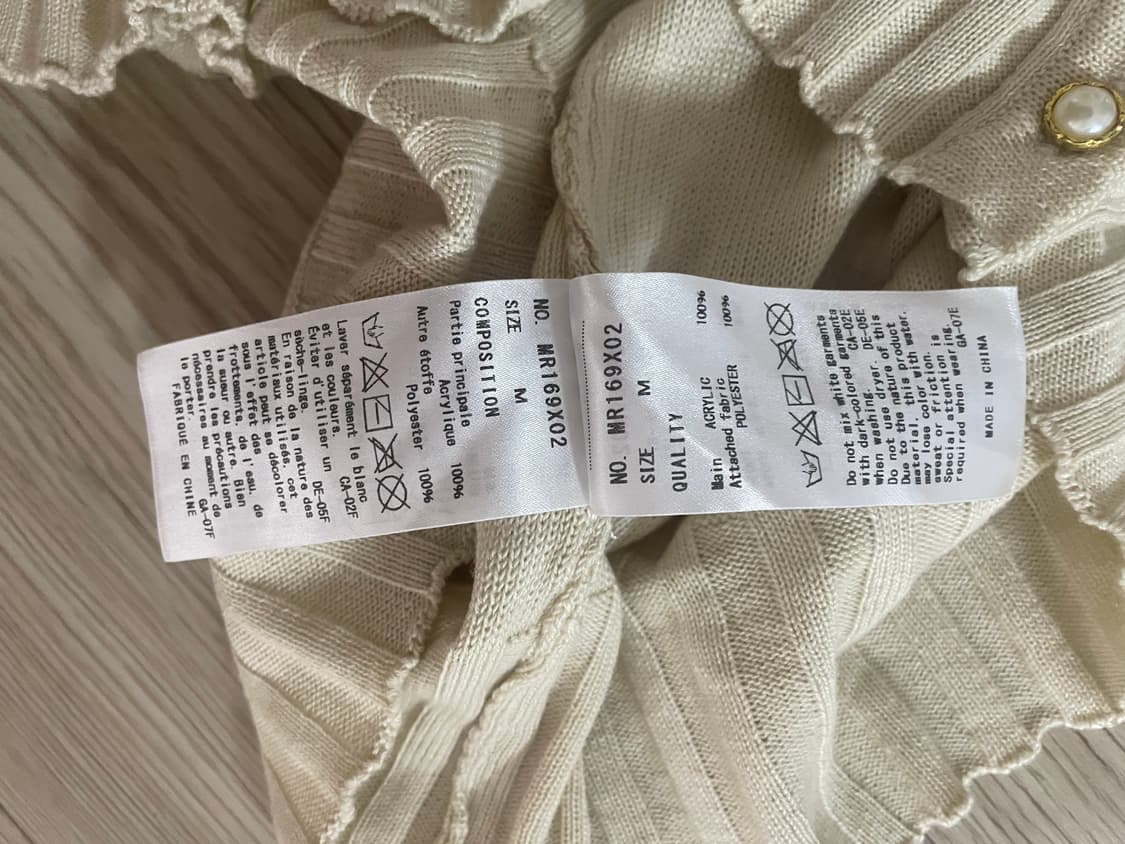 NO. MR169X02
SIZE M
COMPOSITION
Partie principale
Acrylique 100%
Autre étoffe
Polyester 100%
Laver séparément le blanc
et les couleurs. CA-02F
Éviter d'utiliser un
sèche-linge. DE-05F
En raison de la nature des
matériaux utilisés, cet
article peut se décolorer
sous l'effet des
frottements, de l'eau, de
la sueur ou autre. Bien
prendre les précautions
nécessaires au moment de
le porter. GA-07F
FABRIQUE EN CHINE
NO. MR169X02
SIZE M
QUALITY
Main
ACRYLIC 100%
Attached fabric
POLYESTER 100%
Do not mix white garments
with dark-colored garments
when washing. CA-02E
Do not use dryer. DE-05E
Due to the nature of this
material, this product
may lose color with water,
sweat or friction.
Special attention is
required when wearing.
GA-07E
MADE IN CHINA